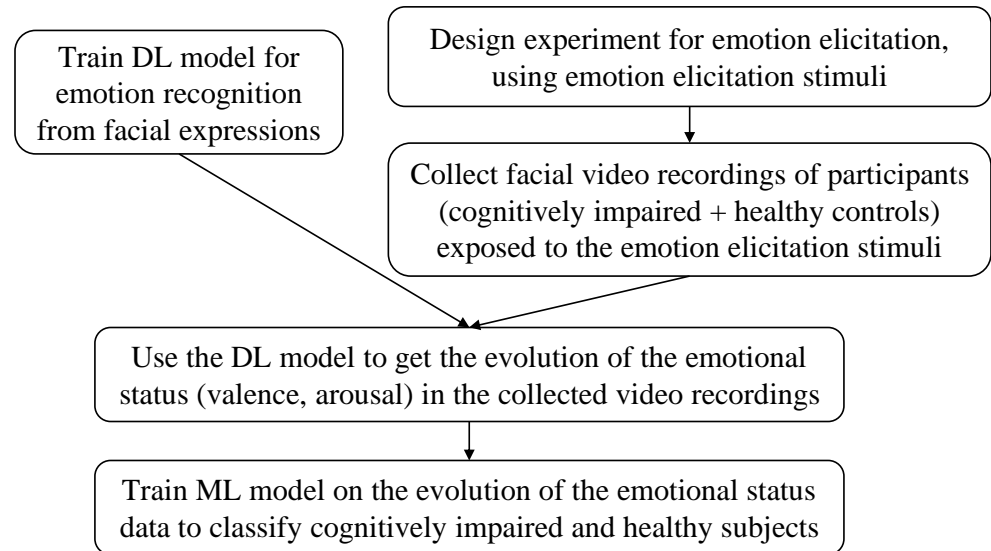 Train DL model for
emotion recognition
from facial expressions
Design experiment for emotion elicitation,
using emotion elicitation stimuli
Collect facial video recordings of participants
(cognitively impaired + healthy controls)
exposed to the emotion elicitation stimuli
Use the DL model to get the evolution of the emotional
status (valence, arousal) in the collected video recordings
Train ML model on the evolution of the emotional status
data to classify cognitively impaired and healthy subjects